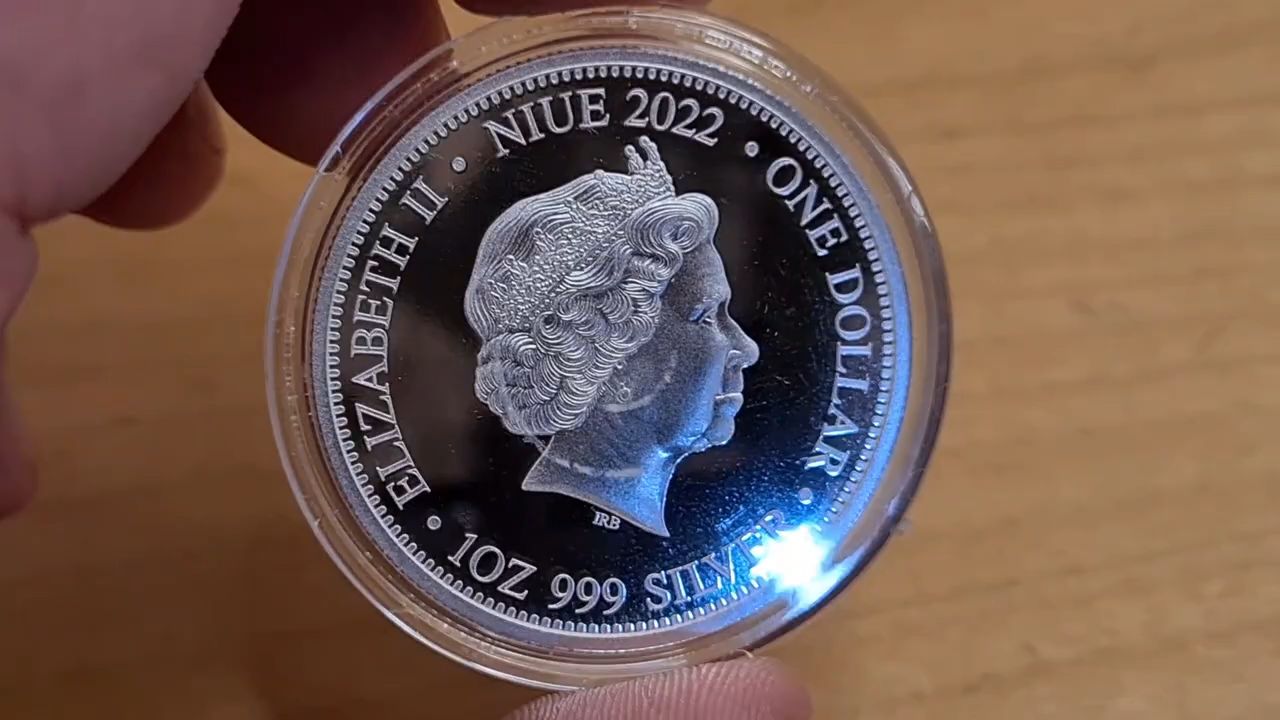 ELIZABETH II • NIUE 2022 • ONE DOLLAR • 1OZ 999 SILVER •
IRB